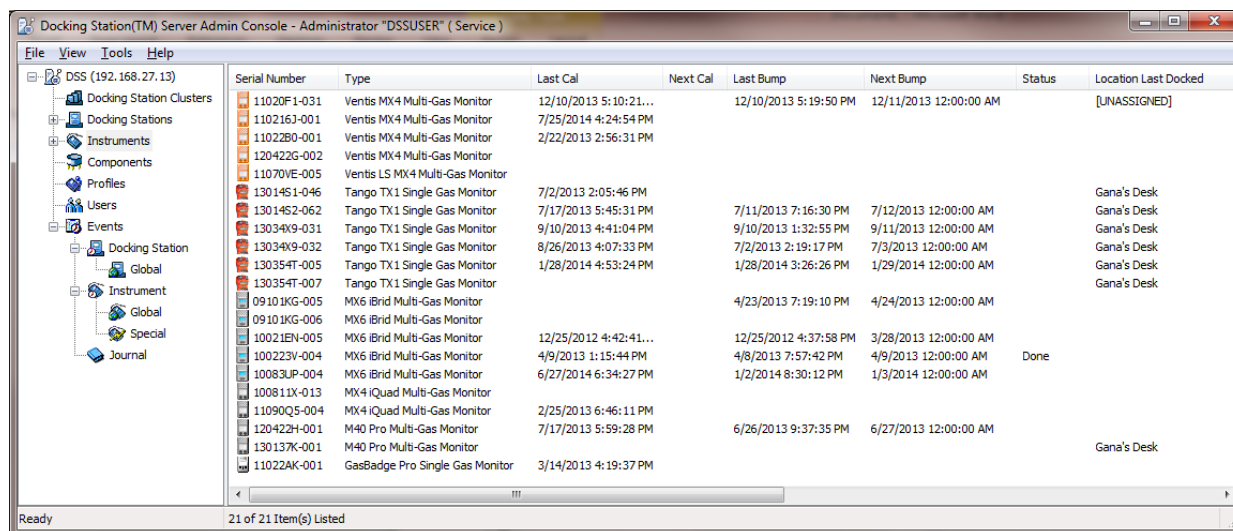 Docking Station(TM) Server Admin Console - Administrator "DSSUSER" ( Service )
File View Tools Help
DSS (192.168.27.13)
Docking Station Clusters
Docking Stations
Instruments
Components
Profiles
Users
Events
Docking Station
Global
Instrument
Global
Special
Journal
Serial Number Type Last Cal Next Cal Last Bump Next Bump Status Location Last Docked
11020F1-031 Ventis MX4 Multi-Gas Monitor 12/10/2013 5:10:21... 12/10/2013 5:19:50 PM 12/11/2013 12:00:00 AM [UNASSIGNED]
110216J-001 Ventis MX4 Multi-Gas Monitor 7/25/2014 4:24:54 PM
11022B0-001 Ventis MX4 Multi-Gas Monitor 2/22/2013 2:56:31 PM
120422G-002 Ventis MX4 Multi-Gas Monitor
11070VE-005 Ventis LS MX4 Multi-Gas Monitor
13014S1-046 Tango TX1 Single Gas Monitor 7/2/2013 2:05:46 PM Gana's Desk
13014S2-062 Tango TX1 Single Gas Monitor 7/17/2013 5:45:31 PM 7/11/2013 7:16:30 PM 7/12/2013 12:00:00 AM Gana's Desk
13034X9-031 Tango TX1 Single Gas Monitor 9/10/2013 4:41:04 PM 9/10/2013 1:32:55 PM 9/11/2013 12:00:00 AM Gana's Desk
13034X9-032 Tango TX1 Single Gas Monitor 8/26/2013 4:07:33 PM 7/2/2013 2:19:17 PM 7/3/2013 12:00:00 AM Gana's Desk
130354T-005 Tango TX1 Single Gas Monitor 1/28/2014 4:53:24 PM 1/28/2014 3:26:26 PM 1/29/2014 12:00:00 AM Gana's Desk
130354T-007 Tango TX1 Single Gas Monitor Gana's Desk
09101KG-005 MX6 iBrid Multi-Gas Monitor 4/23/2013 7:19:10 PM 4/24/2013 12:00:00 AM
09101KG-006 MX6 iBrid Multi-Gas Monitor
10021EN-005 MX6 iBrid Multi-Gas Monitor 12/25/2012 4:42:41... 12/25/2012 4:37:58 PM 3/28/2013 12:00:00 AM
100223V-004 MX6 iBrid Multi-Gas Monitor 4/9/2013 1:15:44 PM 4/8/2013 7:57:42 PM 4/9/2013 12:00:00 AM Done
10083UP-004 MX6 iBrid Multi-Gas Monitor 6/27/2014 6:34:27 PM 1/2/2014 8:30:12 PM 1/3/2014 12:00:00 AM
100811X-013 MX4 iQuad Multi-Gas Monitor
11090Q5-004 MX4 iQuad Multi-Gas Monitor 2/25/2013 6:46:11 PM
120422H-001 M40 Pro Multi-Gas Monitor 7/17/2013 5:59:28 PM 6/26/2013 9:37:35 PM 6/27/2013 12:00:00 AM
130137K-001 M40 Pro Multi-Gas Monitor Gana's Desk
11022AK-001 GasBadge Pro Single Gas Monitor 3/14/2013 4:19:37 PM
Ready 21 of 21 Item(s) Listed